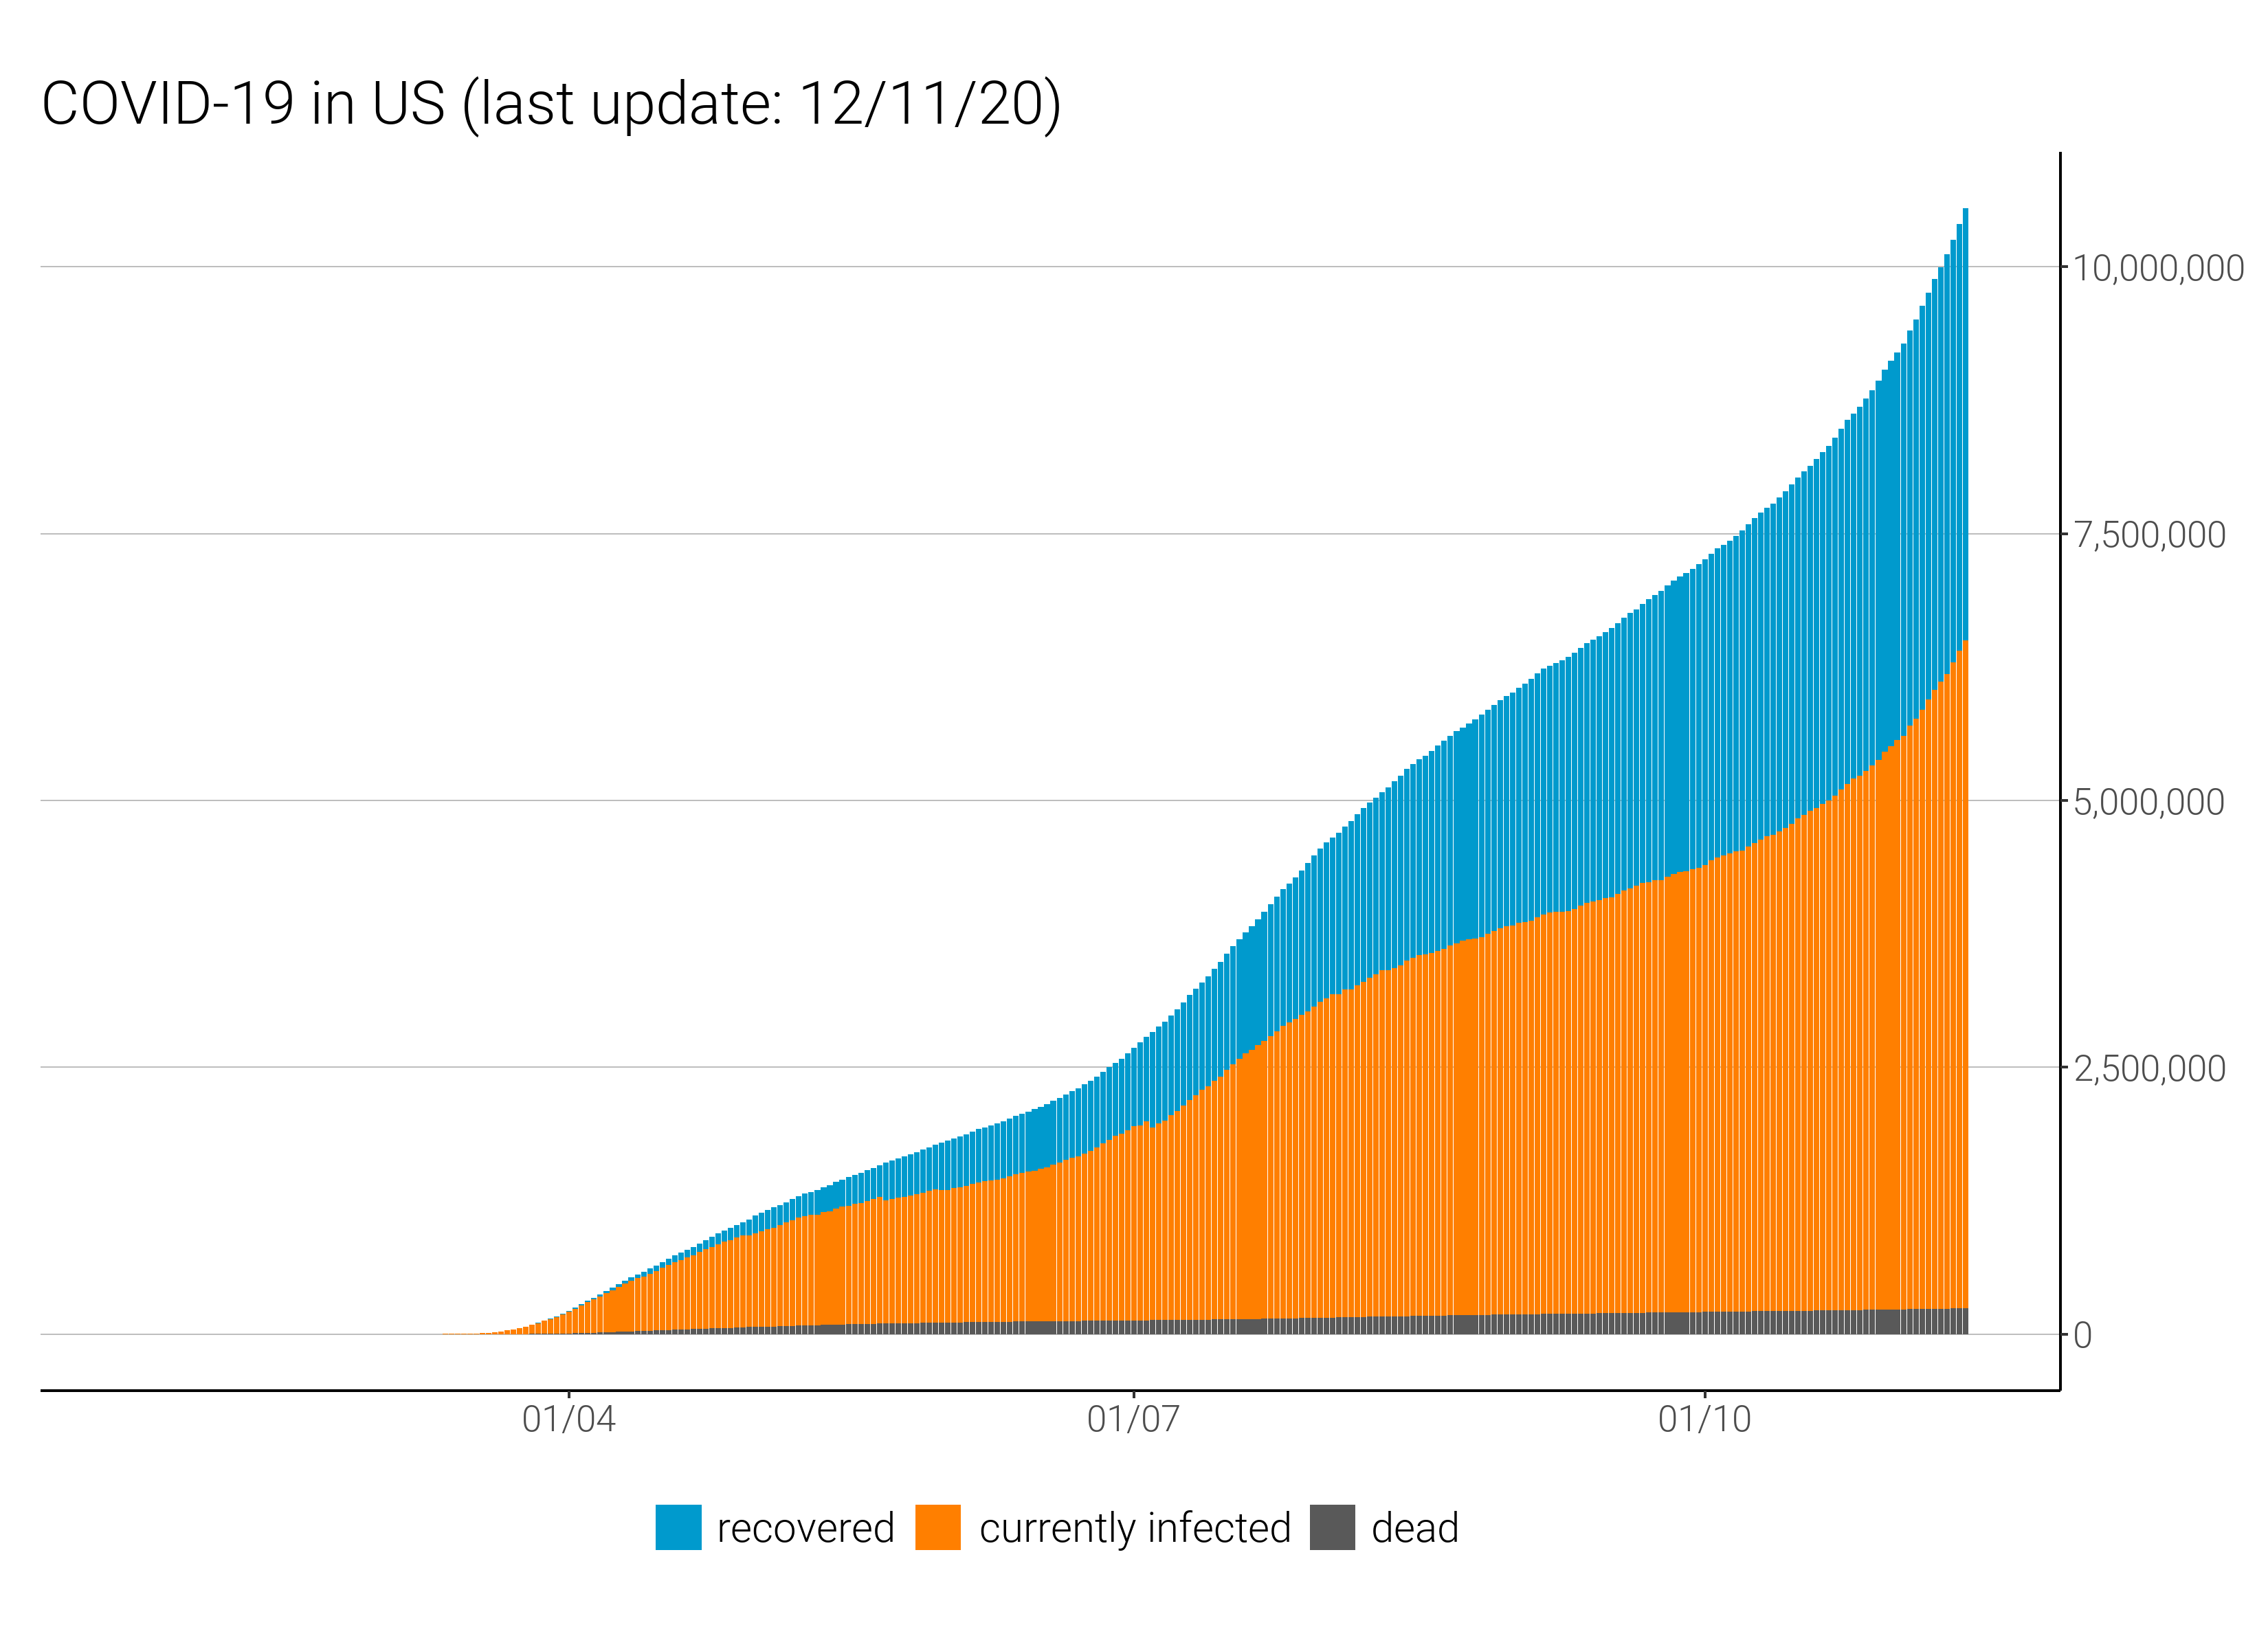 COVID-19 in US (last update: 12/11/20)
10,000,000
7,500,000
5,000,000
2,500,000
0
01/04 01/07 01/10
recovered currently infected dead